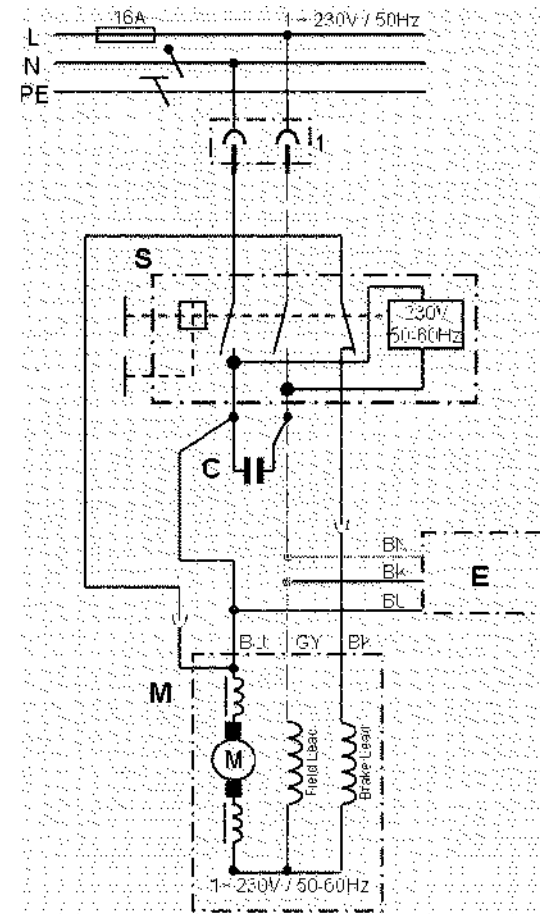 16A
1 ~ 230V / 50Hz
L
N
PE
1
S
230V
50-60Hz
C
BN
BK
BU
E
BU GY BK
M
M
Field Lead
Brake Lead
1~ 230V / 50-60Hz